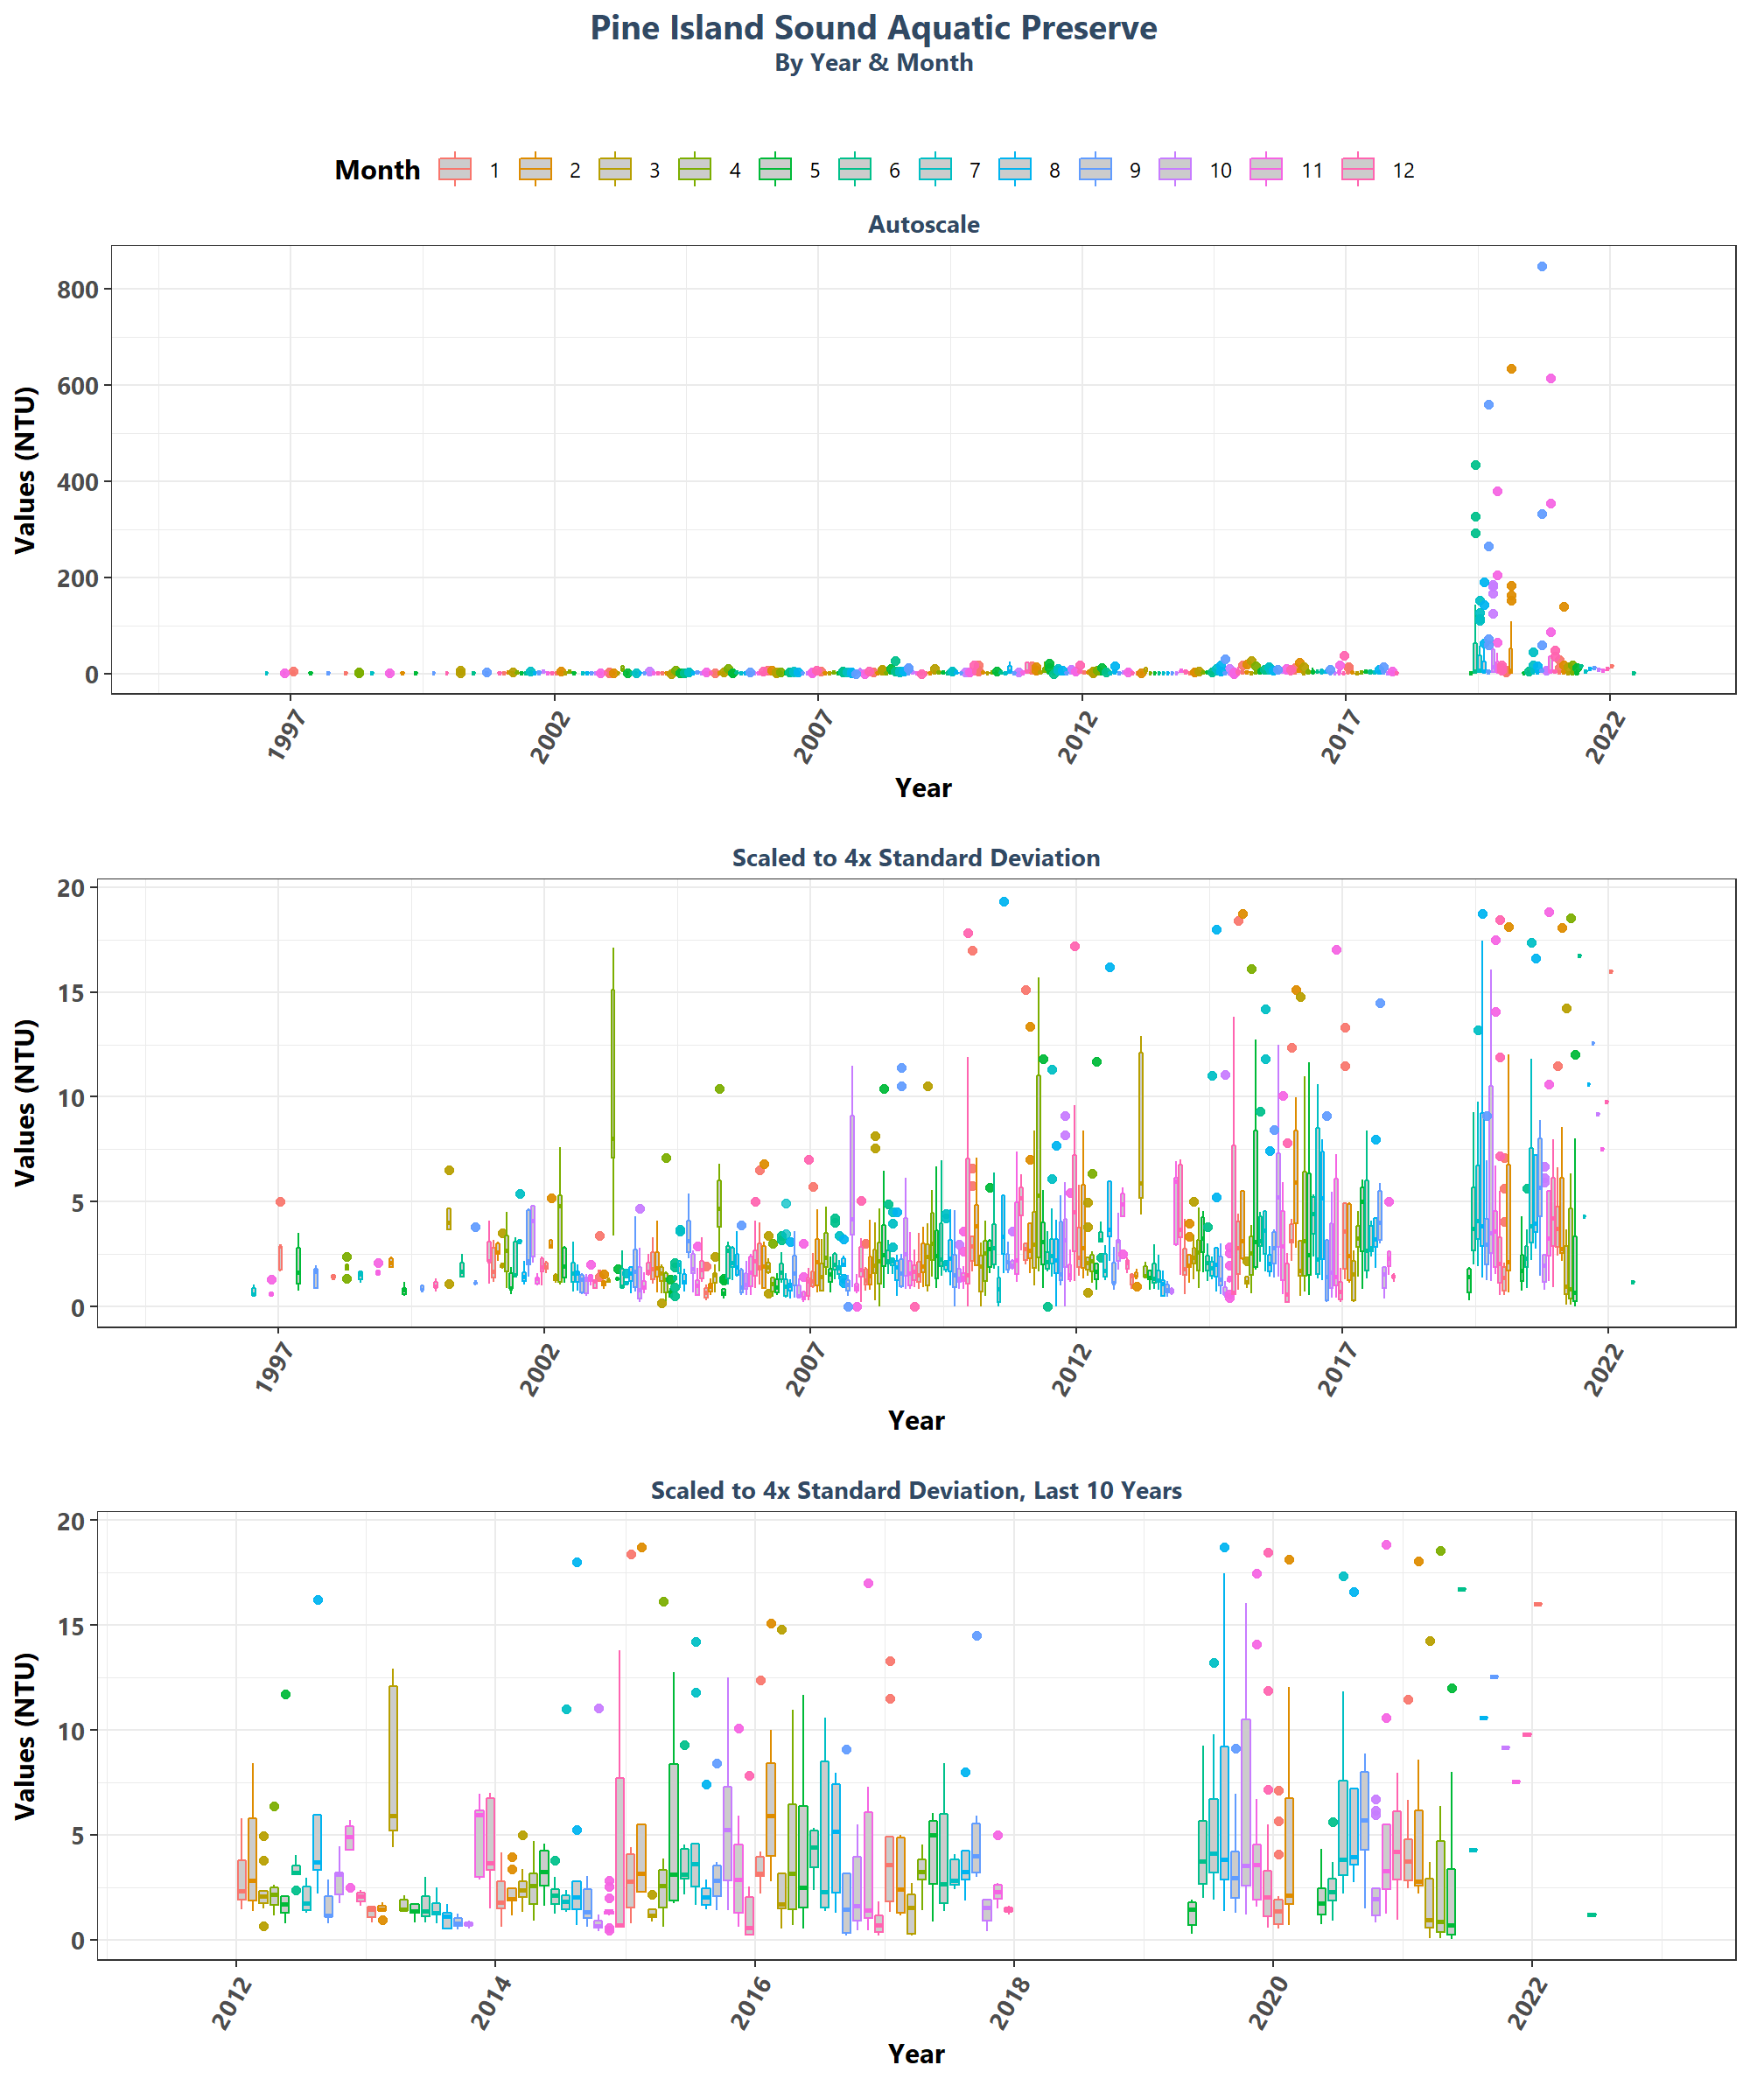 Pine Island Sound Aquatic Preserve
By Year & Month
Month 1 2 3 4 5 6 7 8 9 10 11 12
Autoscale
800
600
400
200
0
Values (NTU)
1997 2002 2007 2012 2017 2022
Year
Scaled to 4x Standard Deviation
20
15
10
5
0
Values (NTU)
1997 2002 2007 2012 2017 2022
Year
Scaled to 4x Standard Deviation, Last 10 Years
20
15
10
5
0
Values (NTU)
2012 2014 2016 2018 2020 2022
Year